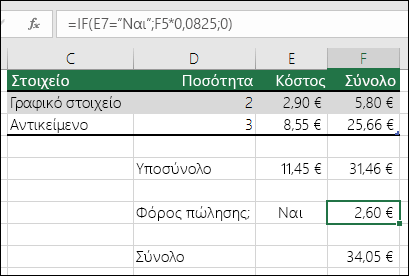 fx =IF(E7="Ναι";F5*0,0825;0)
C D E F
Στοιχείο Ποσότητα Κόστος Σύνολο
Γραφικό στοιχείο 2 2,90 € 5,80 €
Αντικείμενο 3 8,55 € 25,66 €
Υποσύνολο 11,45 € 31,46 €
Φόρος πώλησης; Ναι 2,60 €
Σύνολο 34,05 €